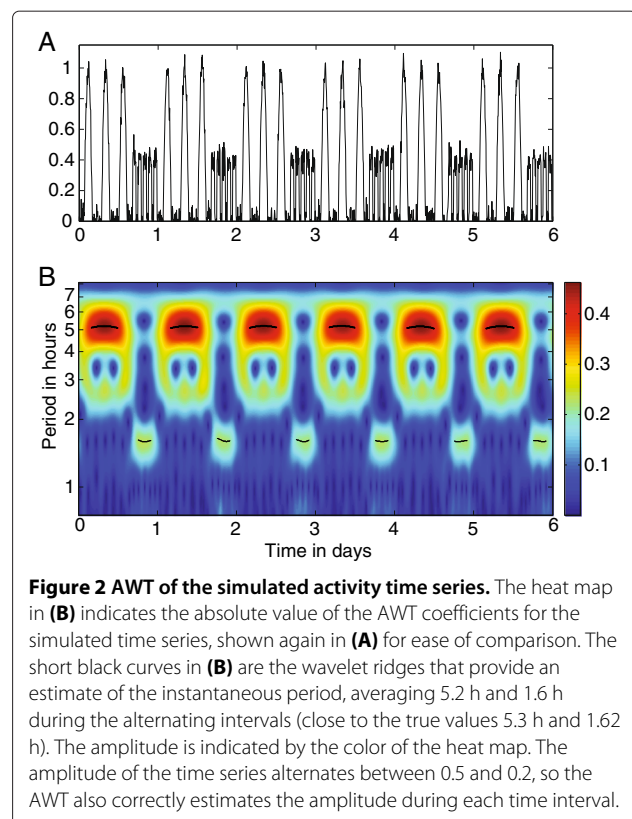 A
1
0.8
0.6
0.4
0.2
0
0 1 2 3 4 5 6
B
7
6
5
4
3
2
1
Period in hours
0.4
0.3
0.2
0.1
0 1 2 3 4 5 6
Time in days
Figure 2 AWT of the simulated activity time series. The heat map
in (B) indicates the absolute value of the AWT coefficients for the
simulated time series, shown again in (A) for ease of comparison. The
short black curves in (B) are the wavelet ridges that provide an
estimate of the instantaneous period, averaging 5.2 h and 1.6 h
during the alternating intervals (close to the true values 5.3 h and 1.62
h). The amplitude is indicated by the color of the heat map. The
amplitude of the time series alternates between 0.5 and 0.2, so the
AWT also correctly estimates the amplitude during each time interval.